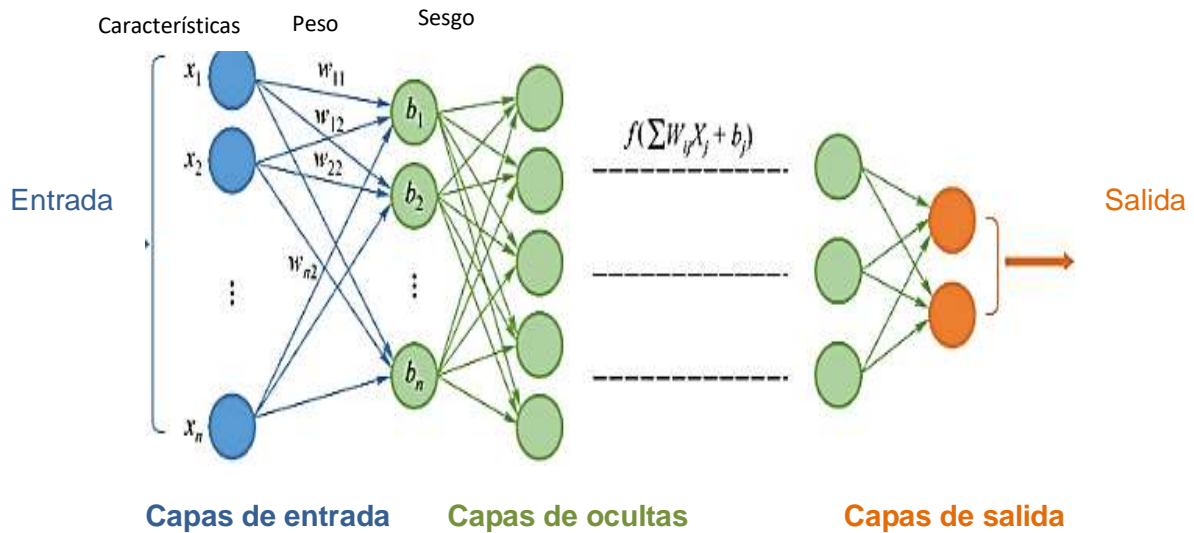 Características Peso Sesgo
x₁ w₁₁ b₁
w₁₂
f(∑WᵢⱼXⱼ + bⱼ)
x₂ w₂₂ b₂
Entrada Salida
wₙ₂
⋮ ⋮
bₙ
xₙ
Capas de entrada Capas de ocultas Capas de salida